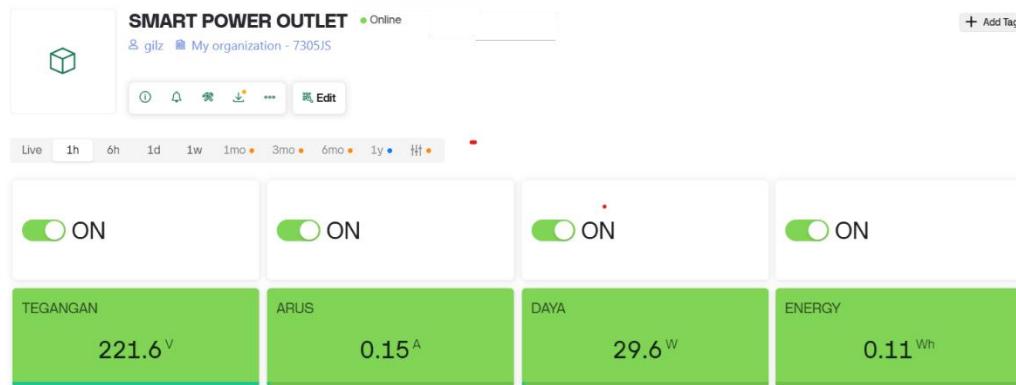 SMART POWER OUTLET Online
gilz My organization - 7305JS
+ Add Tag
Edit
Live 1h 6h 1d 1w 1mo 3mo 6mo 1y
ON ON ON ON
TEGANGAN ARUS DAYA ENERGY
221.6 V 0.15 A 29.6 W 0.11 Wh